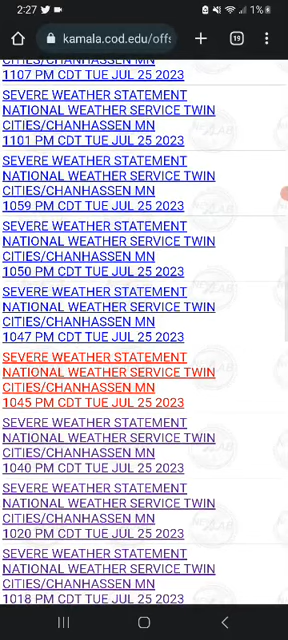 2:27 1%
kamala.cod.edu/offs 19
CITIES/CHANHASSEN MN
1107 PM CDT TUE JUL 25 2023
SEVERE WEATHER STATEMENT
NATIONAL WEATHER SERVICE TWIN
CITIES/CHANHASSEN MN
1101 PM CDT TUE JUL 25 2023
SEVERE WEATHER STATEMENT
NATIONAL WEATHER SERVICE TWIN
CITIES/CHANHASSEN MN
1059 PM CDT TUE JUL 25 2023
SEVERE WEATHER STATEMENT
NATIONAL WEATHER SERVICE TWIN
CITIES/CHANHASSEN MN
1050 PM CDT TUE JUL 25 2023
SEVERE WEATHER STATEMENT
NATIONAL WEATHER SERVICE TWIN
CITIES/CHANHASSEN MN
1047 PM CDT TUE JUL 25 2023
SEVERE WEATHER STATEMENT
NATIONAL WEATHER SERVICE TWIN
CITIES/CHANHASSEN MN
1045 PM CDT TUE JUL 25 2023
SEVERE WEATHER STATEMENT
NATIONAL WEATHER SERVICE TWIN
CITIES/CHANHASSEN MN
1040 PM CDT TUE JUL 25 2023
SEVERE WEATHER STATEMENT
NATIONAL WEATHER SERVICE TWIN
CITIES/CHANHASSEN MN
1020 PM CDT TUE JUL 25 2023
SEVERE WEATHER STATEMENT
NATIONAL WEATHER SERVICE TWIN
CITIES/CHANHASSEN MN
1018 PM CDT TUE JUL 25 2023